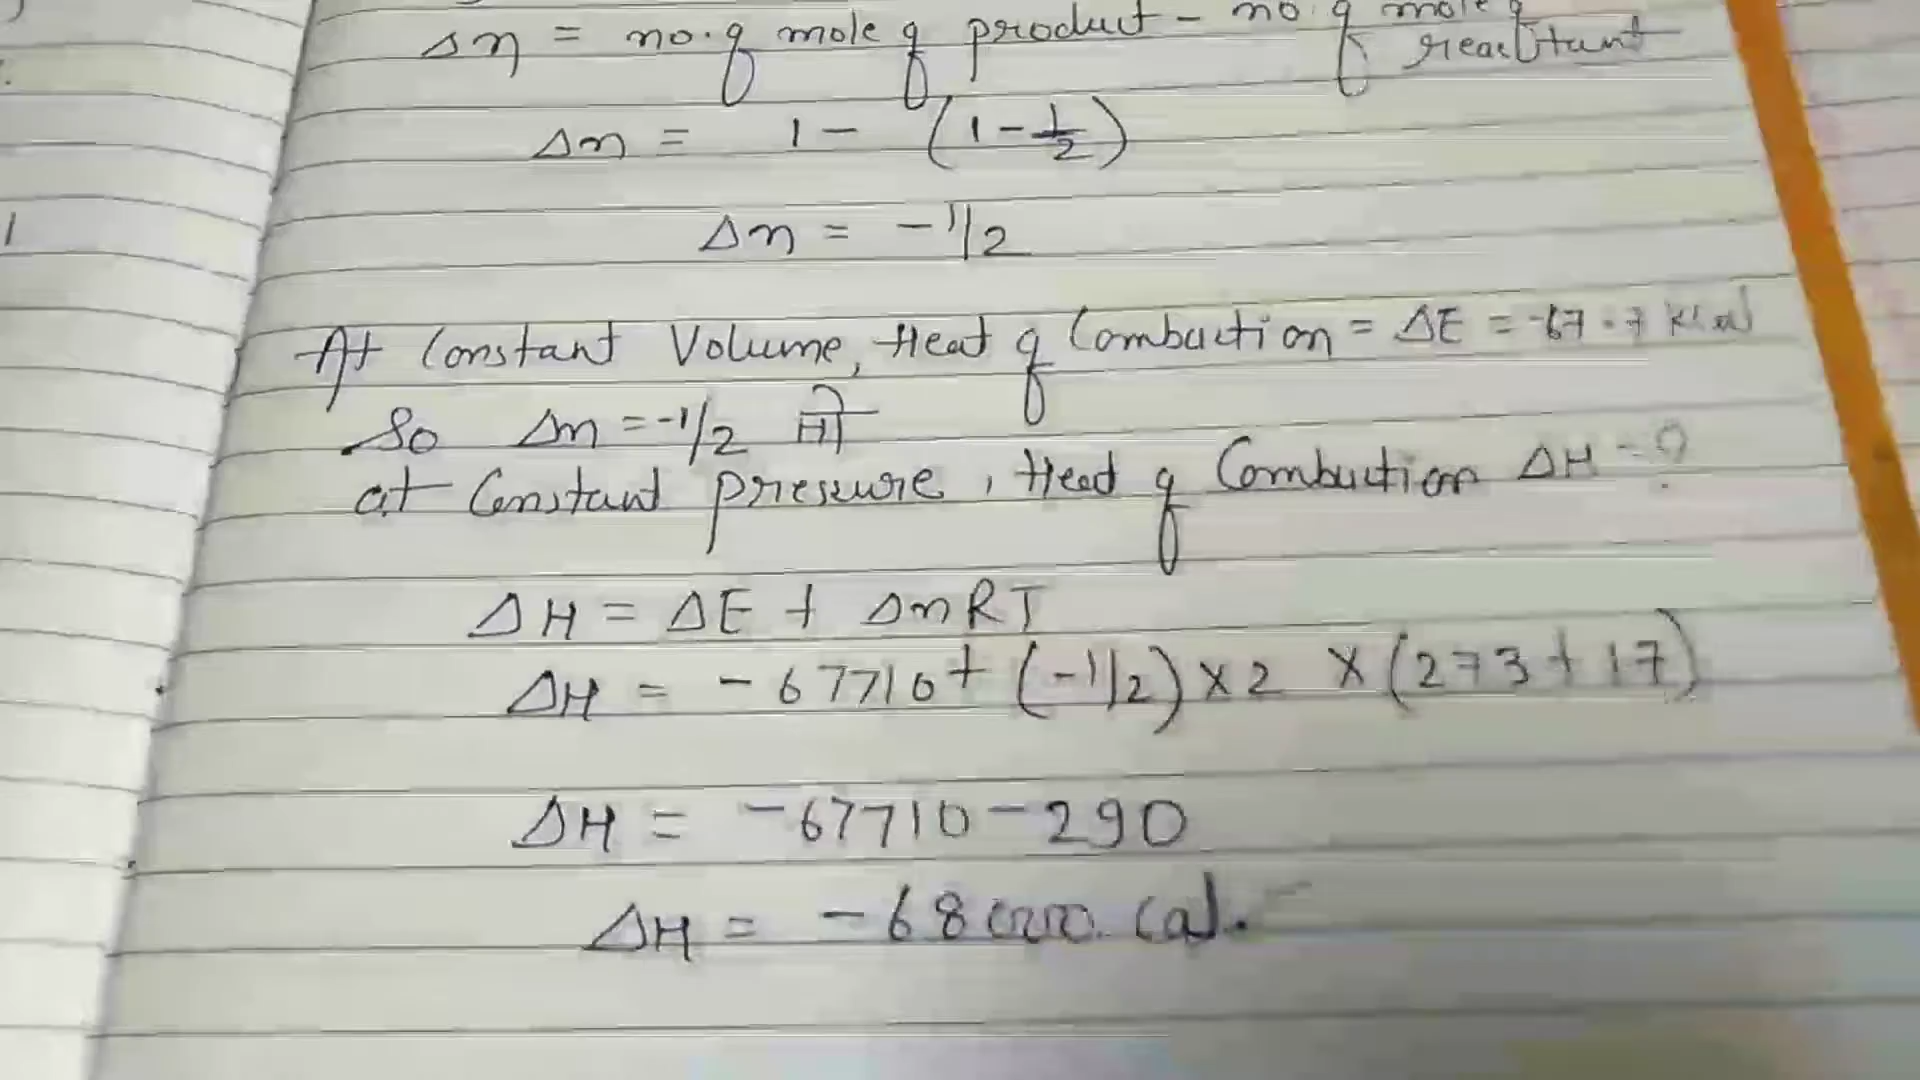 Δn = no. of mole of product - no. of mole of reactant
Δn = 1 - (1-1/2)
Δn = -1/2
At Constant Volume, Heat of Combuction = ΔE = -67.7 Kcal
So Δn = -1/2 मो
at Constant pressure, Heat of Combuction ΔH = ?
ΔH = ΔE + ΔnRT
ΔH = -67710 + (-1/2) x 2 x (273+17)
ΔH = -67710-290
ΔH = -68000 Cal.